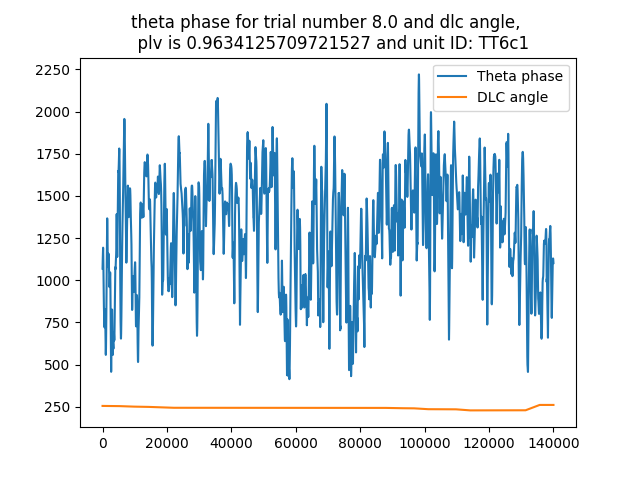 theta phase for trial number 8.0 and dlc angle,
plv is 0.9634125709721527 and unit ID: TT6c1
Theta phase
DLC angle
2250
2000
1750
1500
1250
1000
750
500
250
0 20000 40000 60000 80000 100000 120000 140000